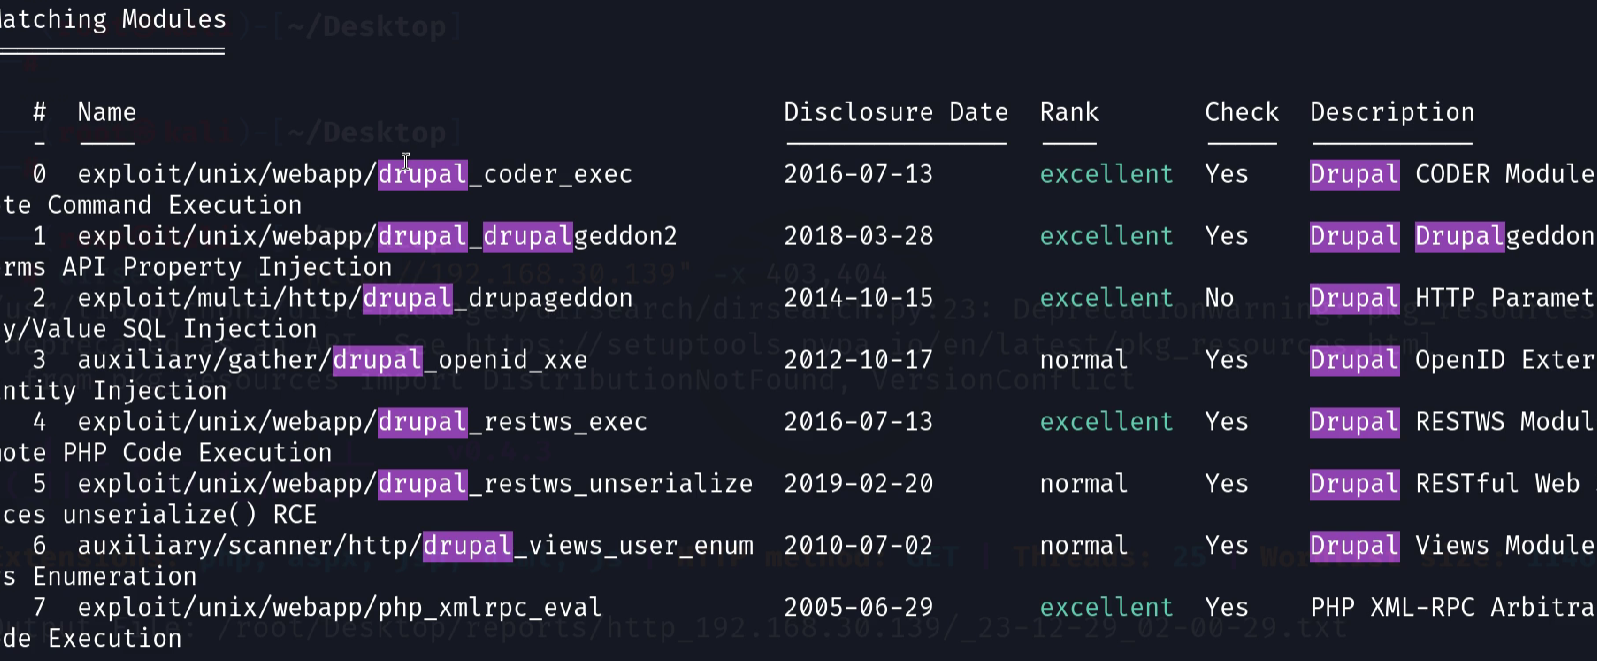 Matching Modules
# Name Disclosure Date Rank Check Description
0 exploit/unix/webapp/drupal_coder_exec 2016-07-13 excellent Yes Drupal CODER Module
te Command Execution
1 exploit/unix/webapp/drupal_drupalgeddon2 2018-03-28 excellent Yes Drupal Drupalgeddon
rms API Property Injection
2 exploit/multi/http/drupal_drupageddon 2014-10-15 excellent No Drupal HTTP Paramet
y/Value SQL Injection
3 auxiliary/gather/drupal_openid_xxe 2012-10-17 normal Yes Drupal OpenID Exter
ntity Injection
4 exploit/unix/webapp/drupal_restws_exec 2016-07-13 excellent Yes Drupal RESTWS Modul
ote PHP Code Execution
5 exploit/unix/webapp/drupal_restws_unserialize 2019-02-20 normal Yes Drupal RESTful Web
ces unserialize() RCE
6 auxiliary/scanner/http/drupal_views_user_enum 2010-07-02 normal Yes Drupal Views Module
s Enumeration
7 exploit/unix/webapp/php_xmlrpc_eval 2005-06-29 excellent Yes PHP XML-RPC Arbitra
de Execution